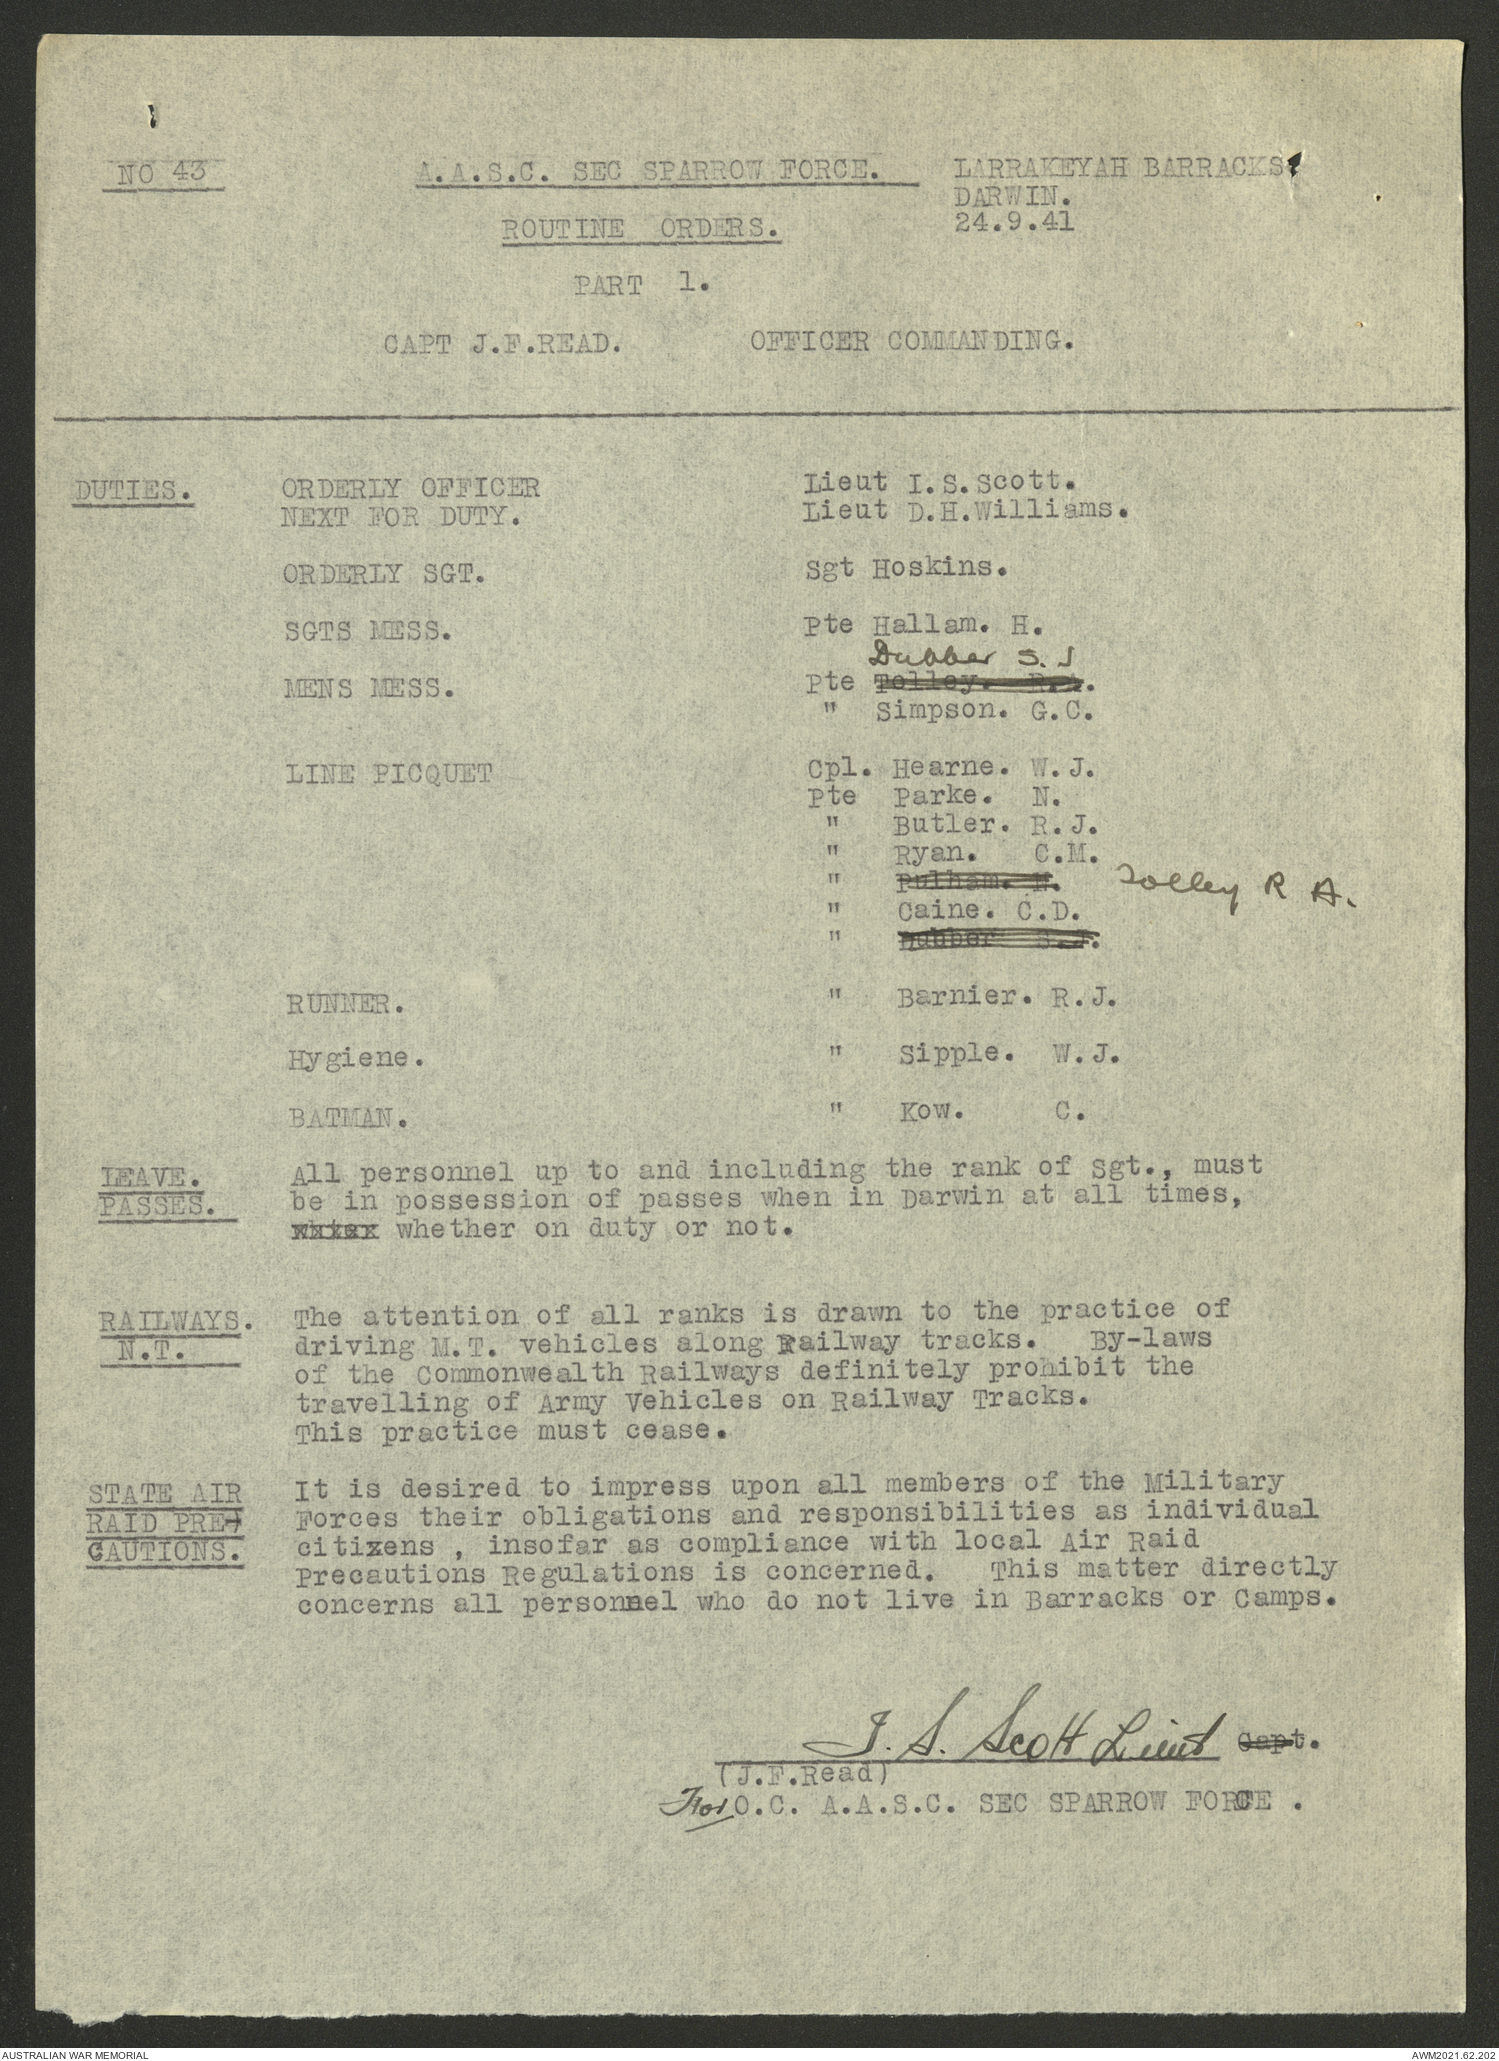 NO 43 A.A.S.C. SEC SPARROW FORCE. LARRAKEYAH BARRACKS
DARWIN.
ROUTINE ORDERS. 24.9.41
PART 1.
CAPT J.F.READ. OFFICER COMMANDING.
DUTIES. ORDERLY OFFICER Lieut I.S.Scott.
NEXT FOR DUTY. Lieut D.H.Williams.
ORDERLY SGT. Sgt Hoskins.
SGTS MESS. Pte Hallam. H.
Dubber S. J
MENS MESS. Pte Tolley. R.A.
" Simpson. G.C.
LINE PICQUET Cpl. Hearne. W.J.
Pte Parke. N.
" Butler. R.J.
" Ryan. C.M.
" Pulham. N. Tolley R A.
" Caine. C.D.
" Dubber S.J.
RUNNER. " Barnier. R.J.
Hygiene. " Sipple. W.J.
BATMAN. " Kow. C.
LEAVE. All personnel up to and including the rank of Sgt., must
PASSES. be in possession of passes when in Darwin at all times,
whether on duty or not.
RAILWAYS. The attention of all ranks is drawn to the practice of
N.T. driving M.T. vehicles along Railway tracks. By-laws
of the Commonwealth Railways definitely prohibit the
travelling of Army Vehicles on Railway Tracks.
This practice must cease.
STATE AIR It is desired to impress upon all members of the Military
RAID PRE- Forces their obligations and responsibilities as individual
CAUTIONS. citizens , insofar as compliance with local Air Raid
Precautions Regulations is concerned. This matter directly
concerns all personnel who do not live in Barracks or Camps.
I. S. Scott Lieut Capt.
(J.F.Read)
For O.C. A.A.S.C. SEC SPARROW FORCE .
AUSTRALIAN WAR MEMORIAL AWM2021.62.202